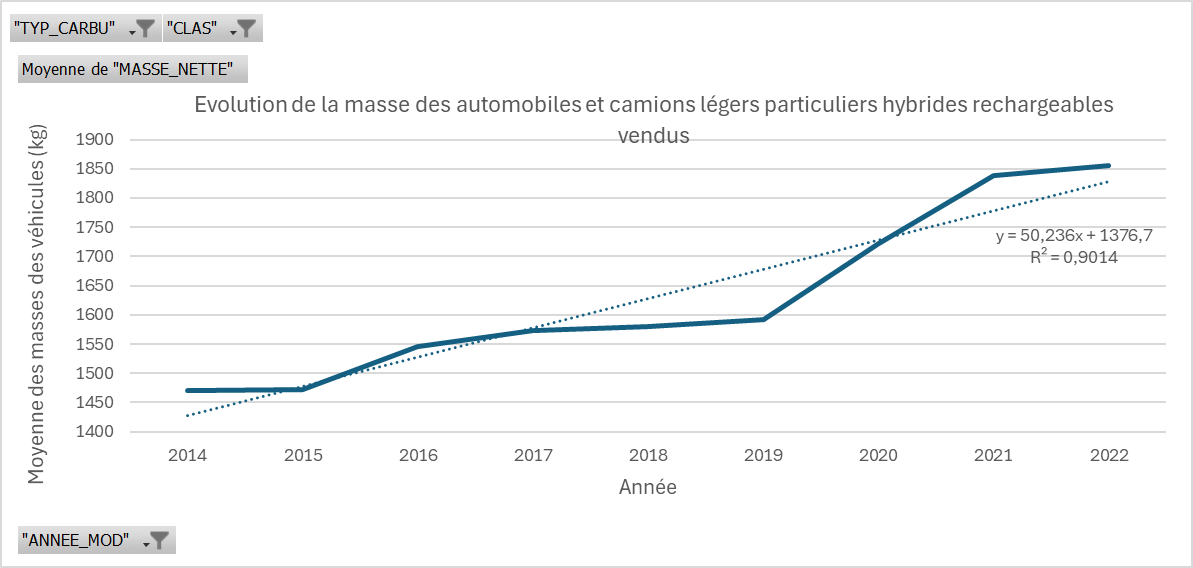 "TYP_CARBU" "CLAS"
Moyenne de "MASSE_NETTE"
Evolution de la masse des automobiles et camions légers particuliers hybrides rechargeables
vendus
Moyenne des masses des véhicules (kg)
1900
1850
1800
1750
1700
1650
1600
1550
1500
1450
1400
y = 50,236x + 1376,7
R² = 0,9014
2014 2015 2016 2017 2018 2019 2020 2021 2022
Année
"ANNEE_MOD"